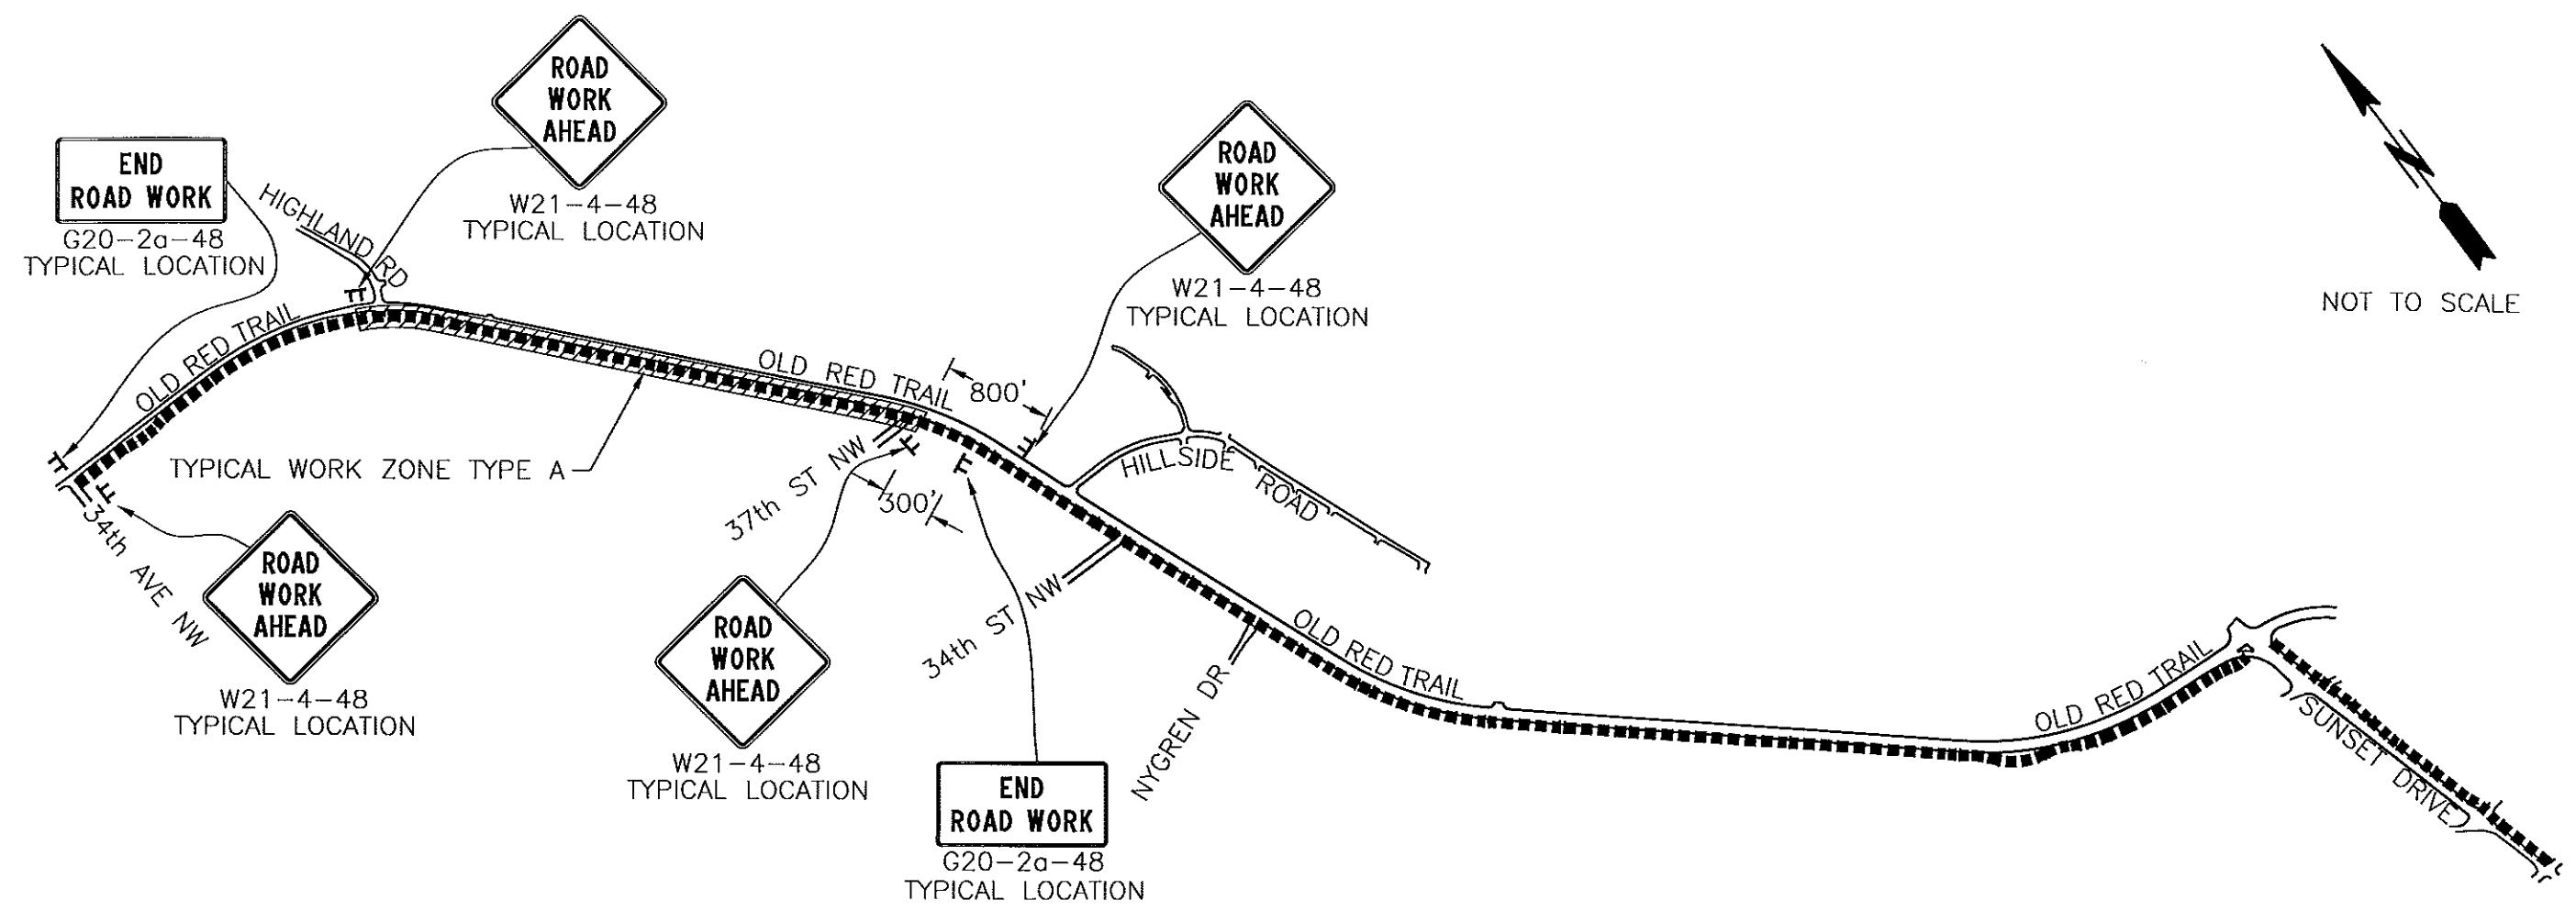 ROAD
WORK
AHEAD
W21-4-48
TYPICAL LOCATION
END
ROAD WORK
G20-2a-48
TYPICAL LOCATION
HIGHLAND RD
ROAD
WORK
AHEAD
W21-4-48
TYPICAL LOCATION
N
NOT TO SCALE
OLD RED TRAIL
OLD RED TRAIL
800'
TYPICAL WORK ZONE TYPE A
37th ST NW
300'
HILLSIDE ROAD
34th AVE NW
ROAD
WORK
AHEAD
W21-4-48
TYPICAL LOCATION
ROAD
WORK
AHEAD
W21-4-48
TYPICAL LOCATION
34th ST NW
NYGREN DR
OLD RED TRAIL
OLD RED TRAIL
SUNSET DRIVE
END
ROAD WORK
G20-2a-48
TYPICAL LOCATION